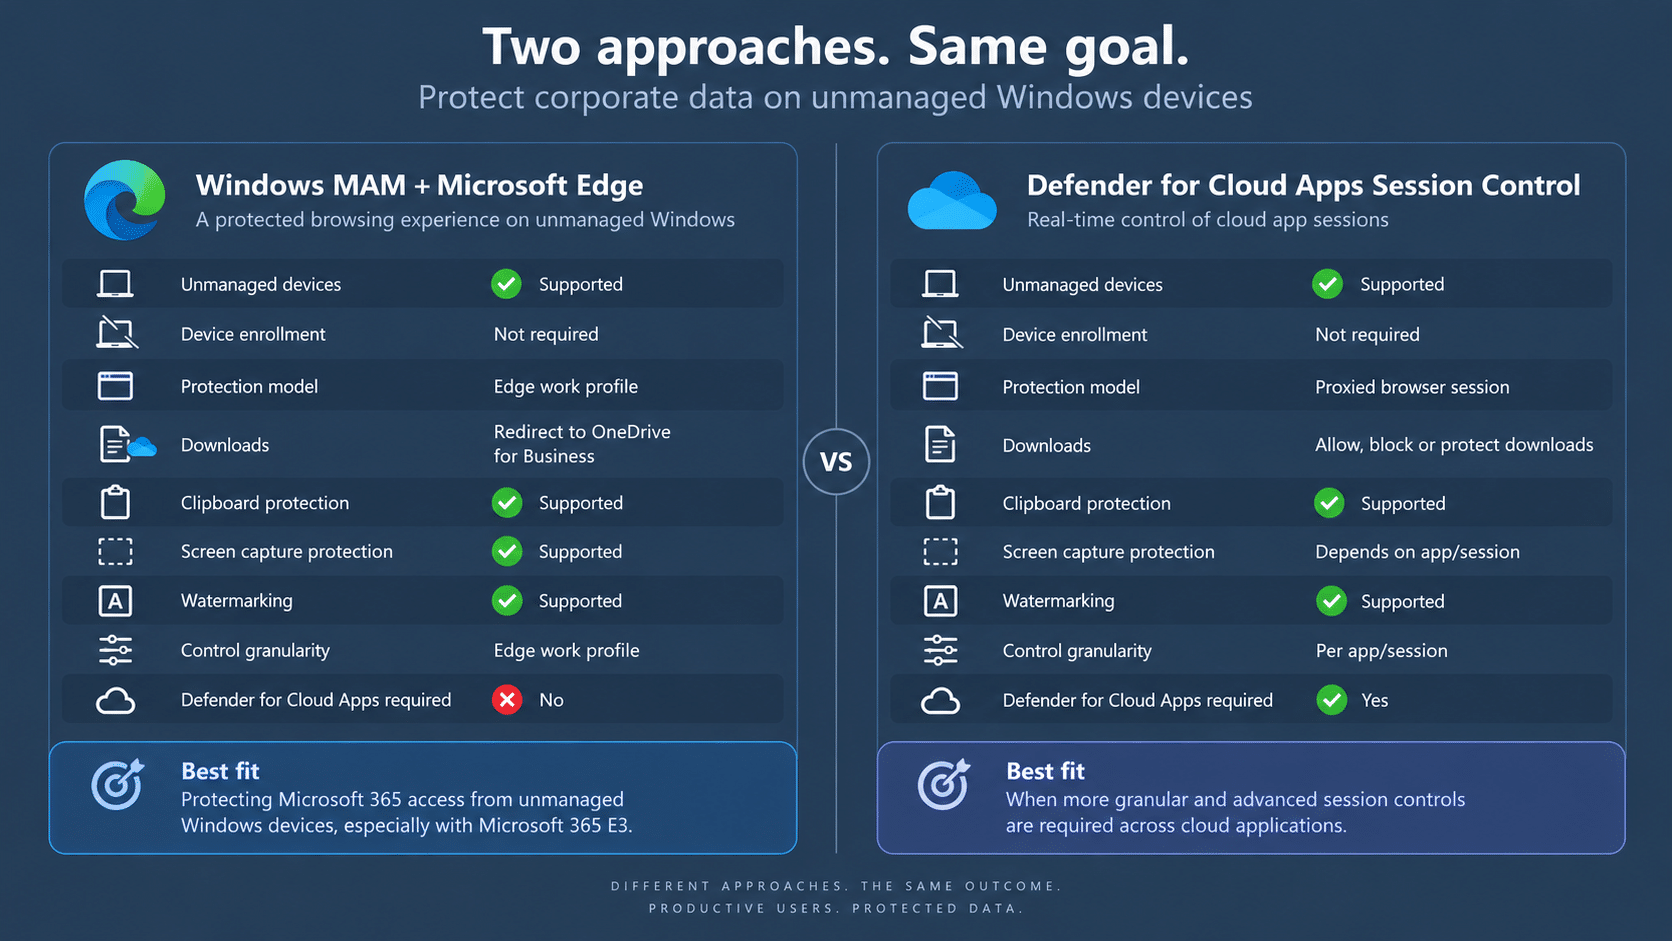 Two approaches. Same goal.
Protect corporate data on unmanaged Windows devices
Windows MAM + Microsoft Edge
A protected browsing experience on unmanaged Windows
Unmanaged devices Supported
Device enrollment Not required
Protection model Edge work profile
Downloads Redirect to OneDrive
for Business
Clipboard protection Supported
Screen capture protection Supported
A Watermarking Supported
Control granularity Edge work profile
Defender for Cloud Apps required No
Best fit
Protecting Microsoft 365 access from unmanaged
Windows devices, especially with Microsoft 365 E3.
VS
Defender for Cloud Apps Session Control
Real-time control of cloud app sessions
Unmanaged devices Supported
Device enrollment Not required
Protection model Proxied browser session
Downloads Allow, block or protect downloads
Clipboard protection Supported
Screen capture protection Depends on app/session
A Watermarking Supported
Control granularity Per app/session
Defender for Cloud Apps required Yes
Best fit
When more granular and advanced session controls
are required across cloud applications.
DIFFERENT APPROACHES. THE SAME OUTCOME.
PRODUCTIVE USERS. PROTECTED DATA.